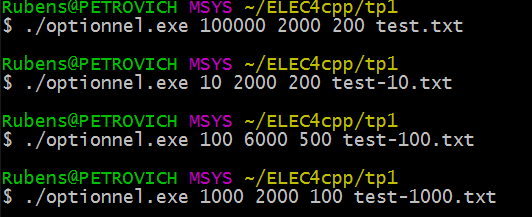 Rubens@PETROVICH MSYS ~/ELEC4cpp/tp1
$ ./optionnel.exe 100000 2000 200 test.txt
Rubens@PETROVICH MSYS ~/ELEC4cpp/tp1
$ ./optionnel.exe 10 2000 200 test-10.txt
Rubens@PETROVICH MSYS ~/ELEC4cpp/tp1
$ ./optionnel.exe 100 6000 500 test-100.txt
Rubens@PETROVICH MSYS ~/ELEC4cpp/tp1
$ ./optionnel.exe 1000 2000 100 test-1000.txt